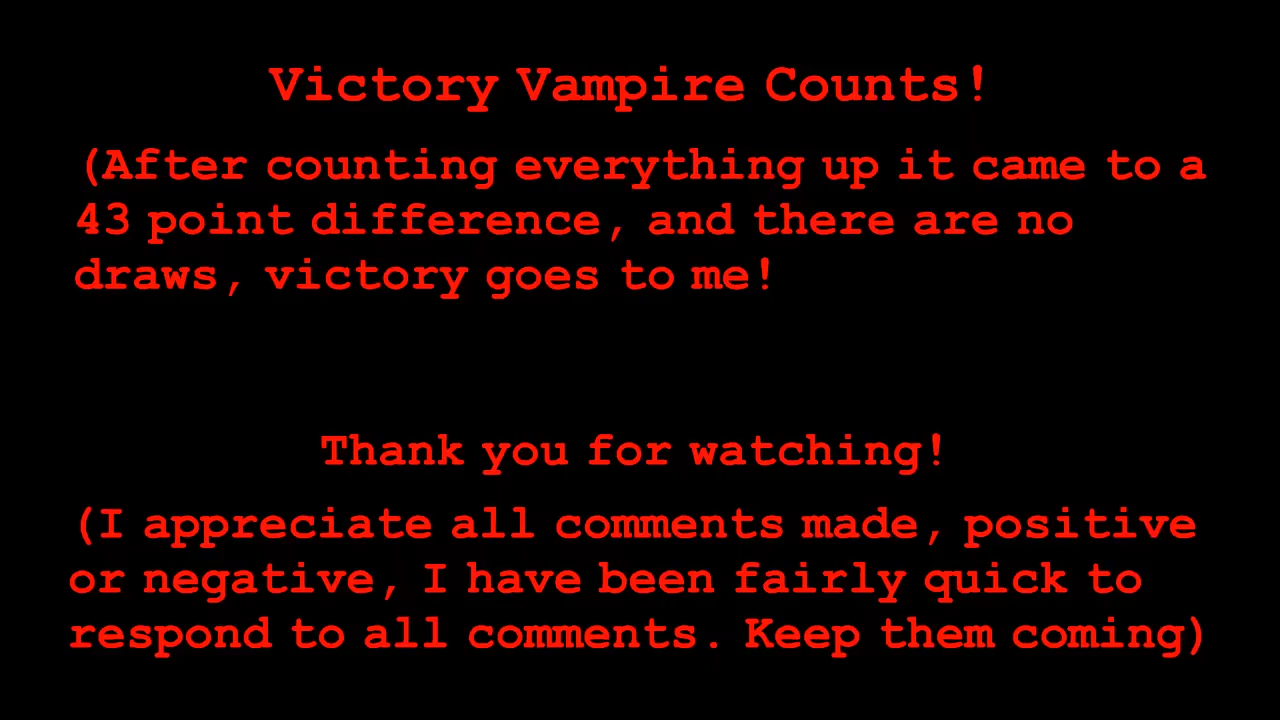 Victory Vampire Counts!
(After counting everything up it came to a
43 point difference, and there are no
draws, victory goes to me!
Thank you for watching!
(I appreciate all comments made, positive
or negative, I have been fairly quick to
respond to all comments. Keep them coming)